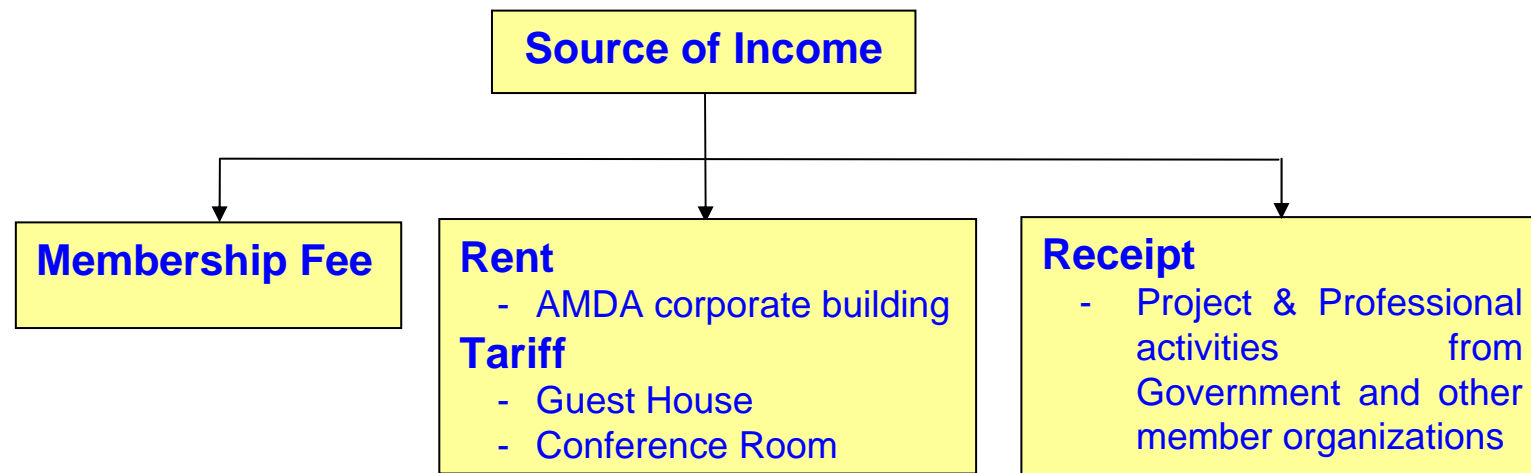 Source of Income
Membership Fee
Rent
- AMDA corporate building
Tariff
- Guest House
- Conference Room
Receipt
- Project & Professional
activities from
Government and other
member organizations